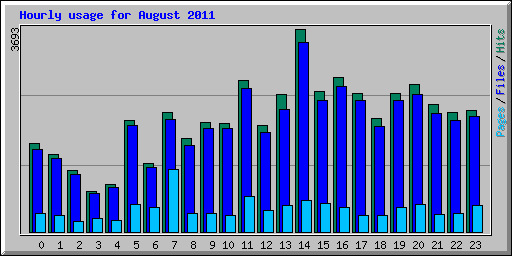 Hourly usage for August 2011
3693
Pages / Files / Hits
0 1 2 3 4 5 6 7 8 9 10 11 12 13 14 15 16 17 18 19 20 21 22 23